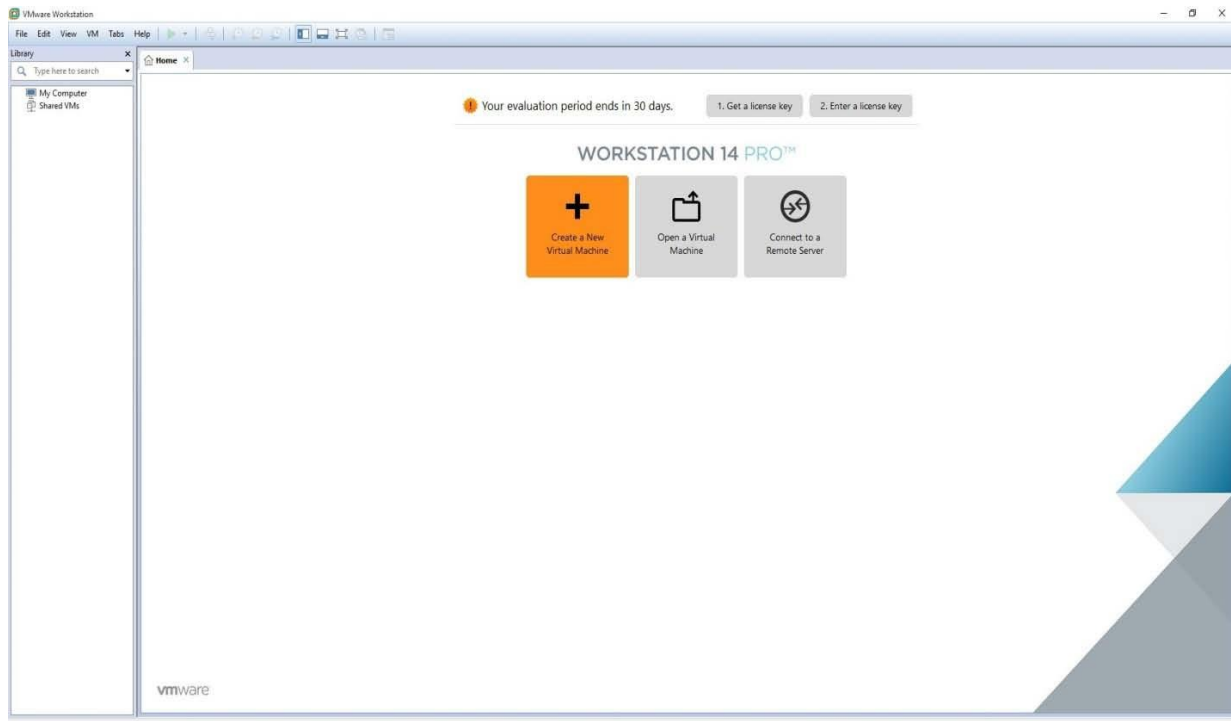 VMware Workstation
File Edit View VM Tabs Help
Library
Type here to search
My Computer
Shared VMs
Home
Your evaluation period ends in 30 days.
1. Get a license key
2. Enter a license key
WORKSTATION 14 PRO™
Create a New
Virtual Machine
Open a Virtual
Machine
Connect to a
Remote Server
vmware